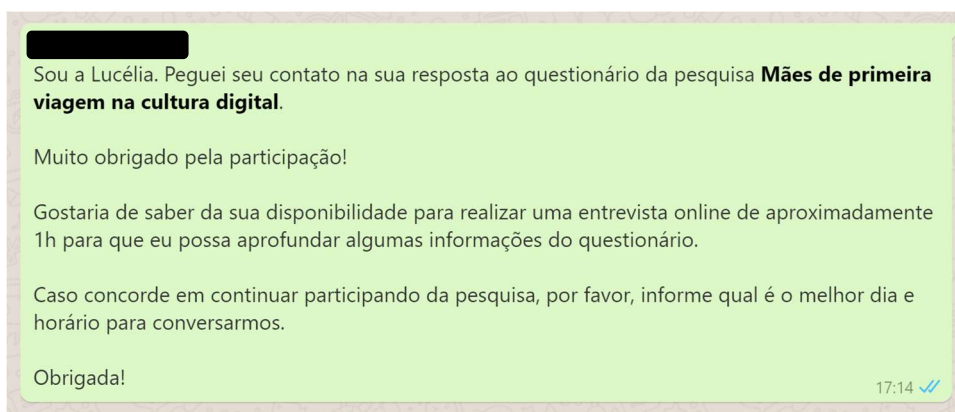 Sou a Lucélia. Peguei seu contato na sua resposta ao questionário da pesquisa Mães de primeira
viagem na cultura digital.
Muito obrigado pela participação!
Gostaria de saber da sua disponibilidade para realizar uma entrevista online de aproximadamente
1h para que eu possa aprofundar algumas informações do questionário.
Caso concorde em continuar participando da pesquisa, por favor, informe qual é o melhor dia e
horário para conversarmos.
Obrigada!
17:14